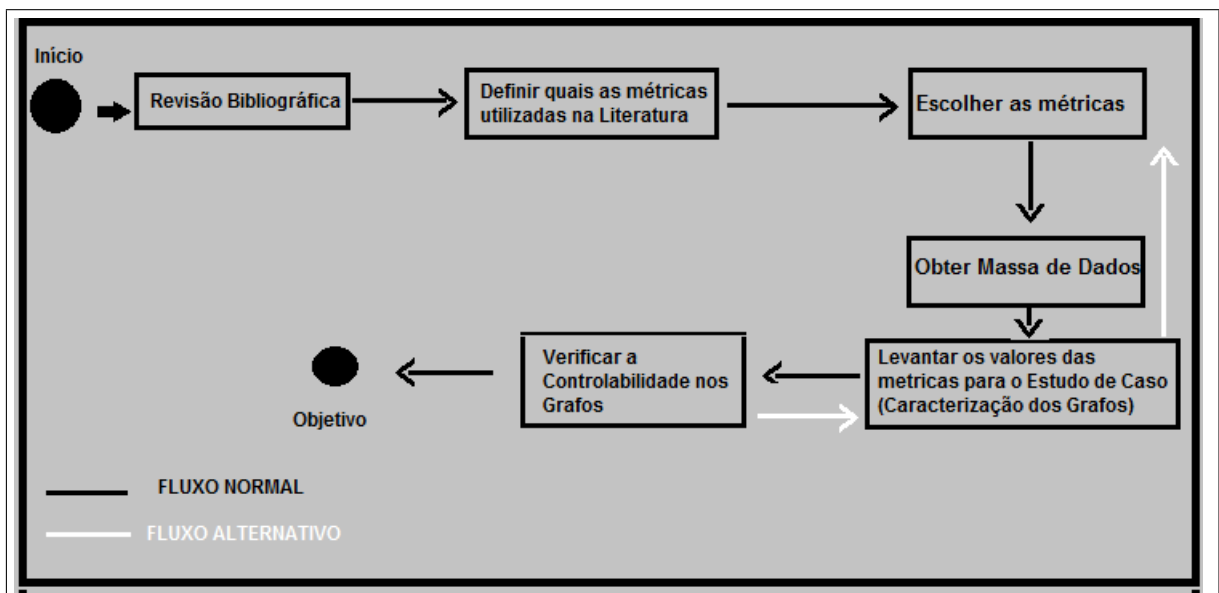 Início
Revisão Bibliográfica
Definir quais as métricas
utilizadas na Literatura
Escolher as métricas
Obter Massa de Dados
Levantar os valores das
metricas para o Estudo de Caso
(Caracterização dos Grafos)
Verificar a
Controlabilidade nos
Grafos
Objetivo
FLUXO NORMAL
FLUXO ALTERNATIVO